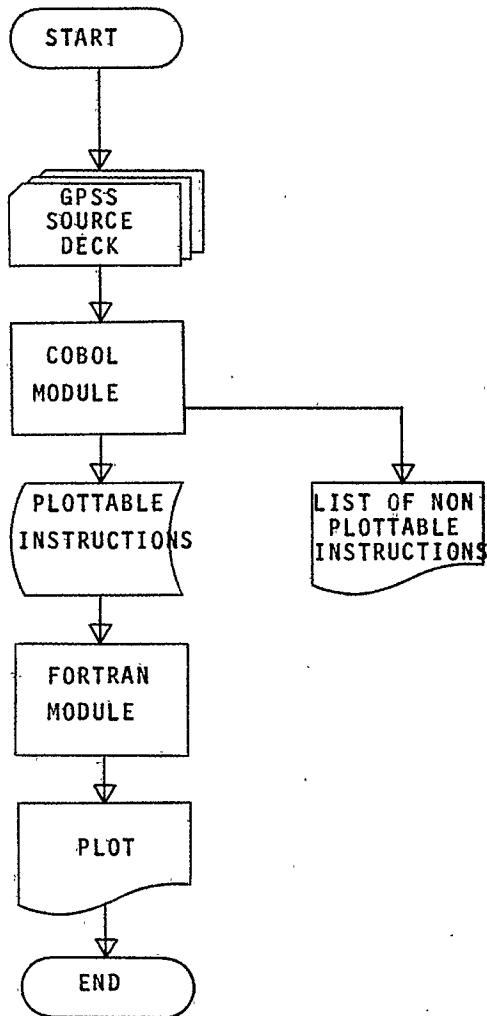 START
GPSS
SOURCE
DECK
COBOL
MODULE
PLOTTABLE
INSTRUCTIONS
LIST OF NON
PLOTTABLE
INSTRUCTIONS
FORTRAN
MODULE
PLOT
END